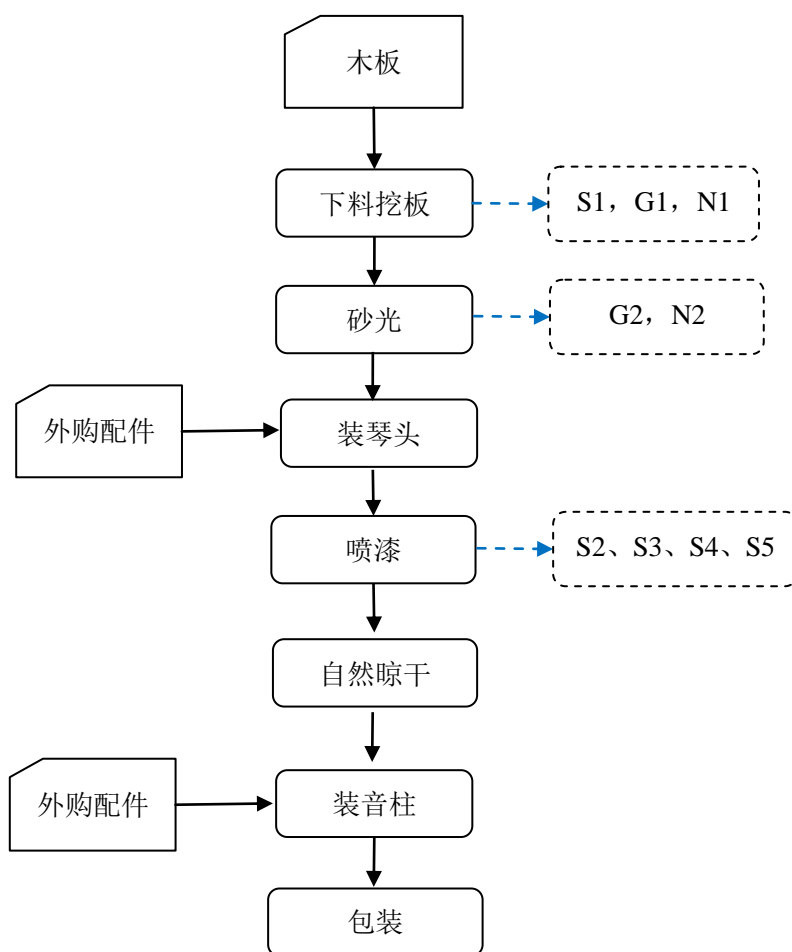 木板
下料挖板
S1，G1，N1
砂光
G2，N2
外购配件
装琴头
喷漆
S2、S3、S4、S5
自然晾干
外购配件
装音柱
包装